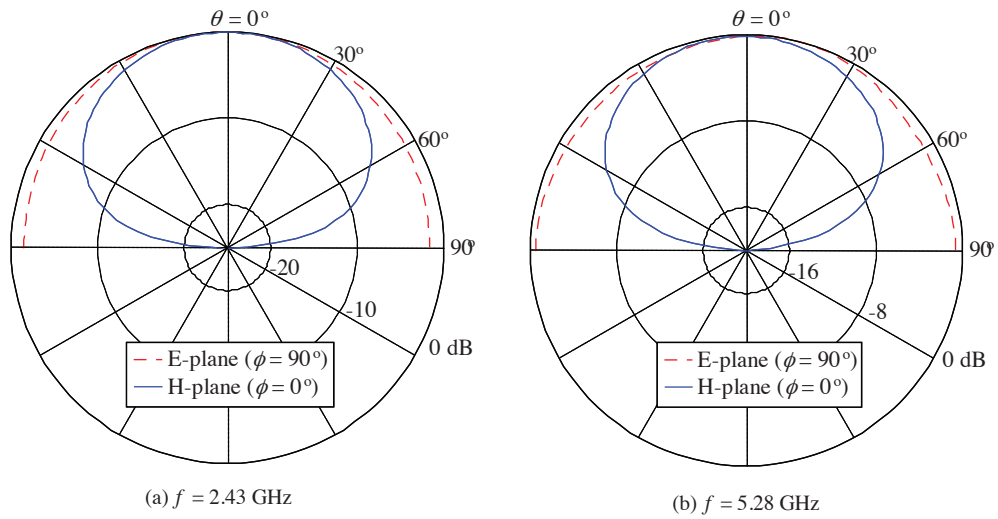 θ = 0°
30°
60°
90°
-20
-10
0 dB
E-plane (ϕ = 90°)
H-plane (ϕ = 0°)
(a) f = 2.43 GHz
θ = 0°
30°
60°
90°
-16
-8
0 dB
E-plane (ϕ = 90°)
H-plane (ϕ = 0°)
(b) f = 5.28 GHz